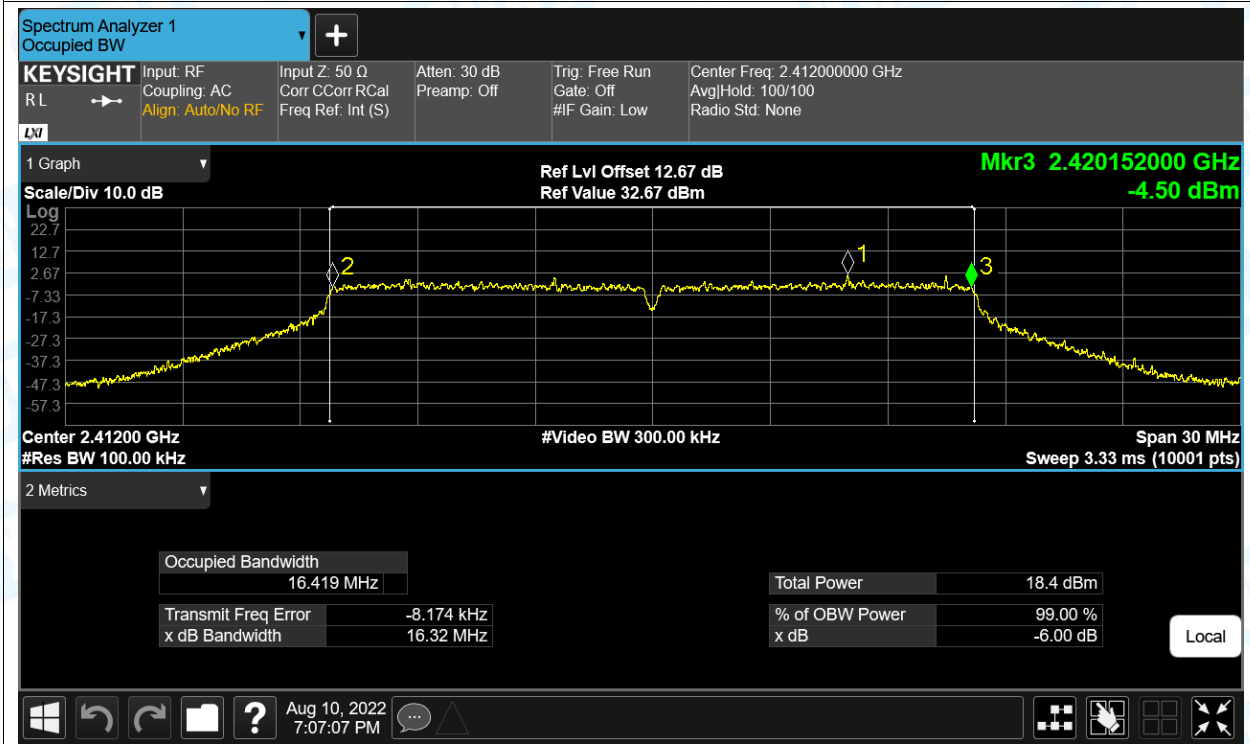 Spectrum Analyzer 1
Occupied BW
KEYSIGHT Input: RF Input Z: 50 Ω Atten: 30 dB Trig: Free Run Center Freq: 2.412000000 GHz
RL Coupling: AC Corr CCorr RCal Preamp: Off Gate: Off Avg|Hold: 100/100
Align: Auto/No RF Freq Ref: Int (S) #IF Gain: Low Radio Std: None
LXI
1 Graph Ref Lvl Offset 12.67 dB Mkr3 2.420152000 GHz
Scale/Div 10.0 dB Ref Value 32.67 dBm -4.50 dBm
Log
22.7
12.7
1
2.67
2
3
-7.33
-17.3
-27.3
-37.3
-47.3
-57.3
Center 2.41200 GHz #Video BW 300.00 kHz Span 30 MHz
#Res BW 100.00 kHz Sweep 3.33 ms (10001 pts)
2 Metrics
Occupied Bandwidth
16.419 MHz Total Power 18.4 dBm
Transmit Freq Error -8.174 kHz % of OBW Power 99.00 %
x dB Bandwidth 16.32 MHz x dB -6.00 dB
Local
? Aug 10, 2022
7:07:07 PM